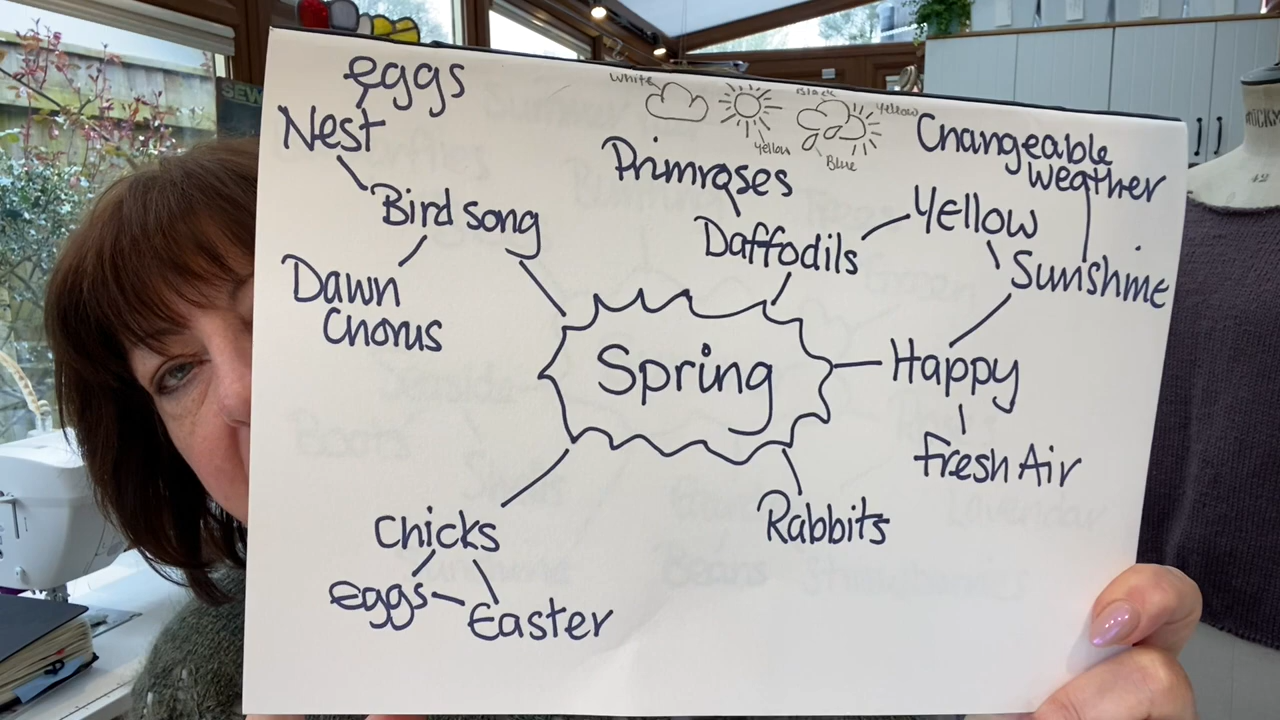 eggs
Nest
Bird song
Dawn
Chorus
White
Yellow
Black
Yellow
Blue
Primroses
Daffodils
Yellow
Changeable
Weather
Sunshine
Spring
Happy
Fresh Air
Rabbits
Chicks
eggs
Easter
SEW